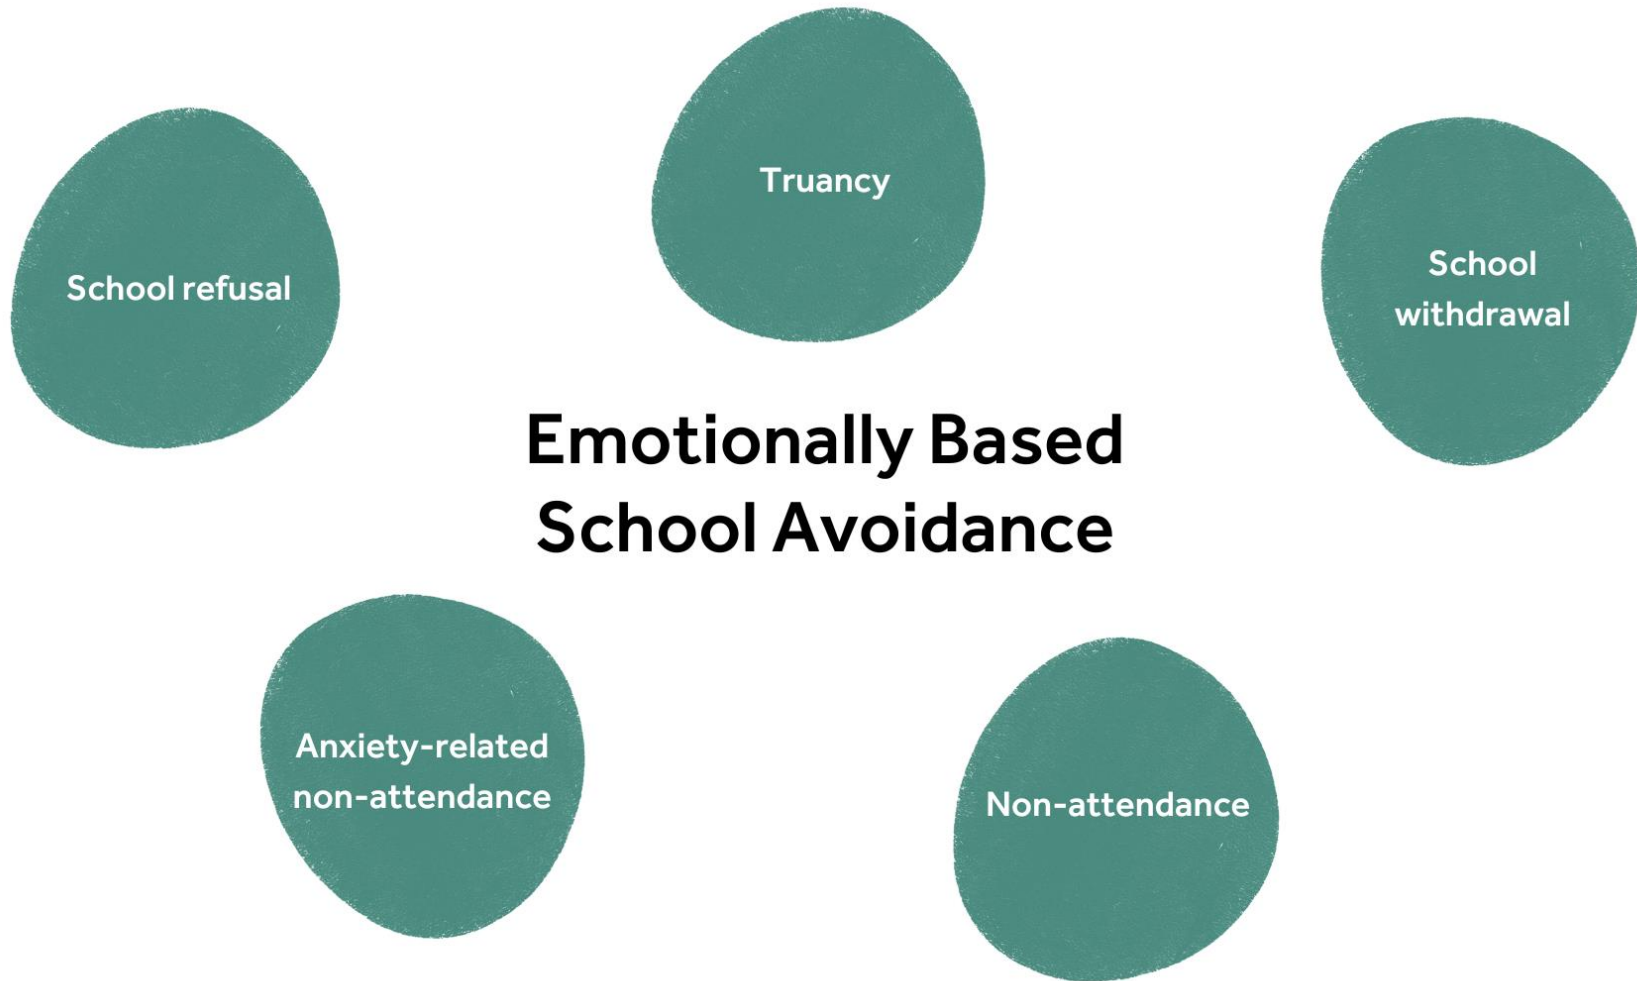 Truancy
School refusal
School
withdrawal
Emotionally Based
School Avoidance
Anxiety-related
non-attendance
Non-attendance